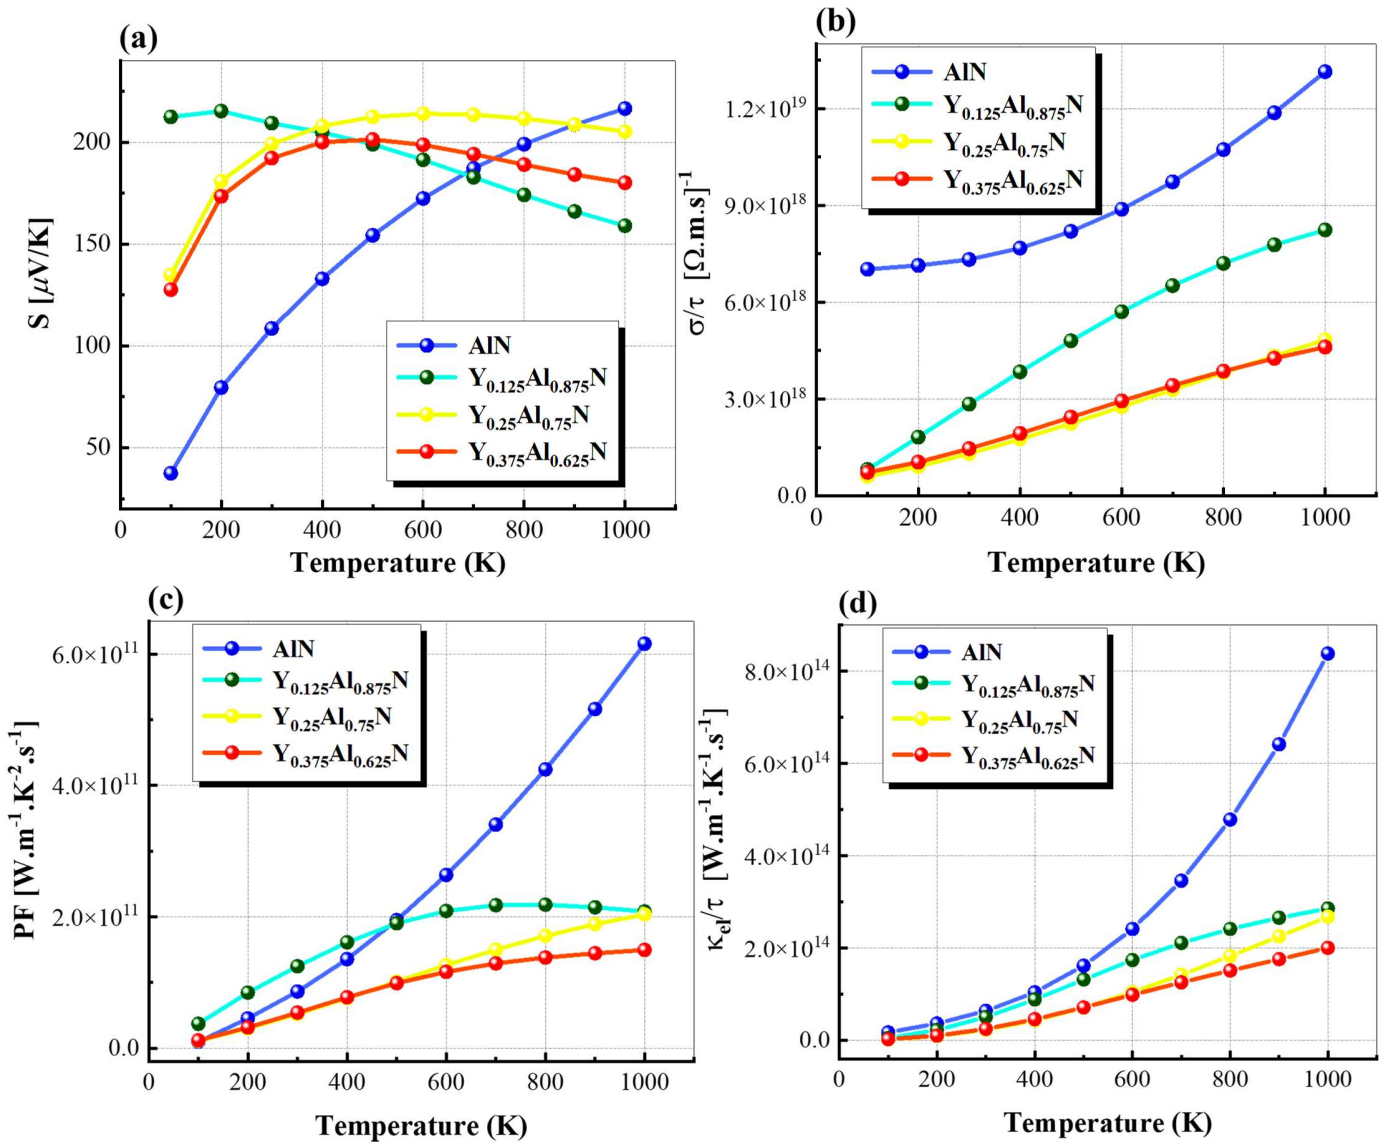 (a)
S [μV/K]
200
150
100
50
AlN
Y0.125Al0.875N
Y0.25Al0.75N
Y0.375Al0.625N
0 200 400 600 800 1000
Temperature (K)
(b)
σ/τ [Ω.m.s]⁻¹
1.2×10¹⁹
9.0×10¹⁸
6.0×10¹⁸
3.0×10¹⁸
0.0
AlN
Y0.125Al0.875N
Y0.25Al0.75N
Y0.375Al0.625N
0 200 400 600 800 1000
Temperature (K)
(c)
PF [W.m⁻¹.K⁻².s⁻¹]
6.0×10¹¹
4.0×10¹¹
2.0×10¹¹
0.0
AlN
Y0.125Al0.875N
Y0.25Al0.75N
Y0.375Al0.625N
0 200 400 600 800 1000
Temperature (K)
(d)
κel/τ [W.m⁻¹.K⁻¹.s⁻¹]
8.0×10¹⁴
6.0×10¹⁴
4.0×10¹⁴
2.0×10¹⁴
0.0
AlN
Y0.125Al0.875N
Y0.25Al0.75N
Y0.375Al0.625N
0 200 400 600 800 1000
Temperature (K)